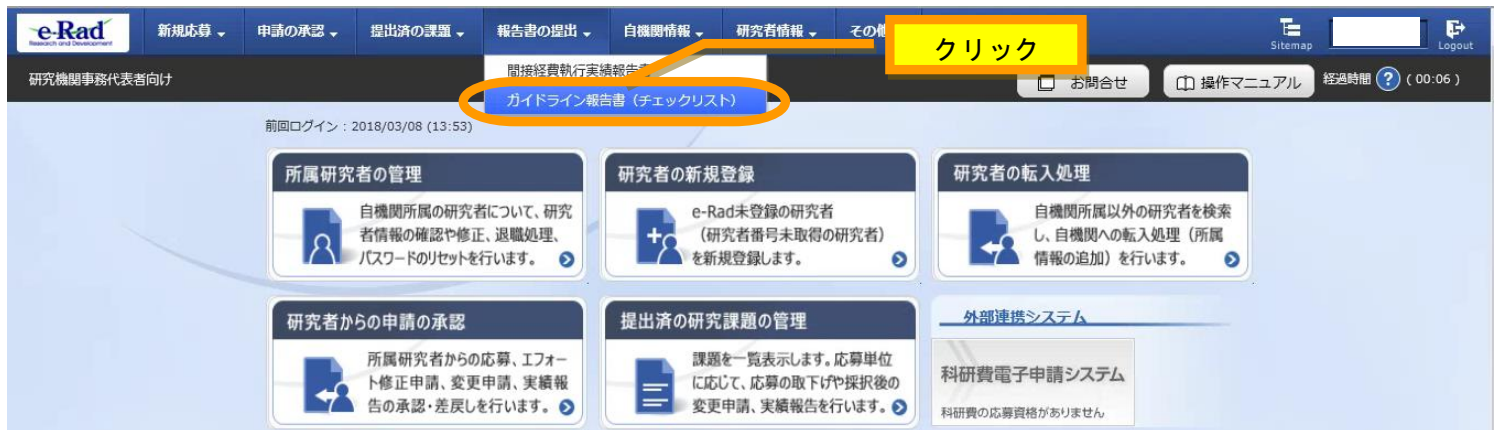 e-Rad
Research and Development
新規応募
申請の承認
提出済の課題
報告書の提出
自機関情報
研究者情報
その他
クリック
Sitemap
Logout
研究機関事務代表者向け
間接経費執行実績報告書
ガイドライン報告書（チェックリスト）
お問合せ
操作マニュアル
経過時間 ? ( 00:06 )
前回ログイン：2018/03/08 (13:53)
所属研究者の管理
自機関所属の研究者について、研究
者情報の確認や修正、退職処理、
パスワードのリセットを行います。
研究者の新規登録
e-Rad未登録の研究者
（研究者番号未取得の研究者）
を新規登録します。
研究者の転入処理
自機関所属以外の研究者を検索
し、自機関への転入処理（所属
情報の追加）を行います。
研究者からの申請の承認
所属研究者からの応募、エフォー
ト修正申請、変更申請、実績報
告の承認・差戻しを行います。
提出済の研究課題の管理
課題を一覧表示します。応募単位
に応じて、応募の取下げや採択後の
変更申請、実績報告を行います。
外部連携システム
科研費電子申請システム
科研費の応募資格がありません